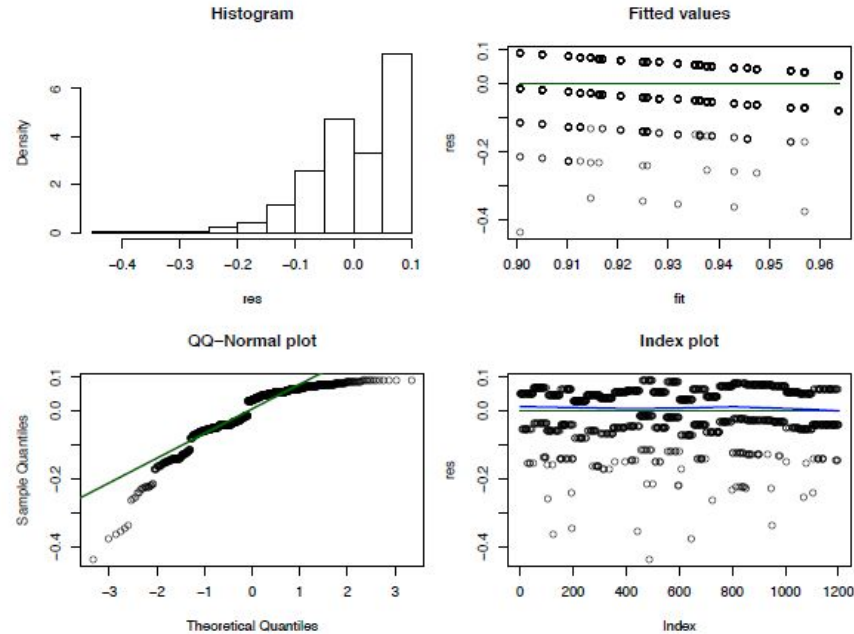 Histogram
Density
0 2 4 6
−0.4 −0.3 −0.2 −0.1 0.0 0.1
res
Fitted values
res
−0.4 −0.2 0.0 0.1
0.90 0.91 0.92 0.93 0.94 0.95 0.96
fit
QQ−Normal plot
Sample Quantiles
−0.4 −0.2 0.0 0.1
−3 −2 −1 0 1 2 3
Theoretical Quantiles
Index plot
res
−0.4 −0.2 0.0 0.1
0 200 400 600 800 1000 1200
Index